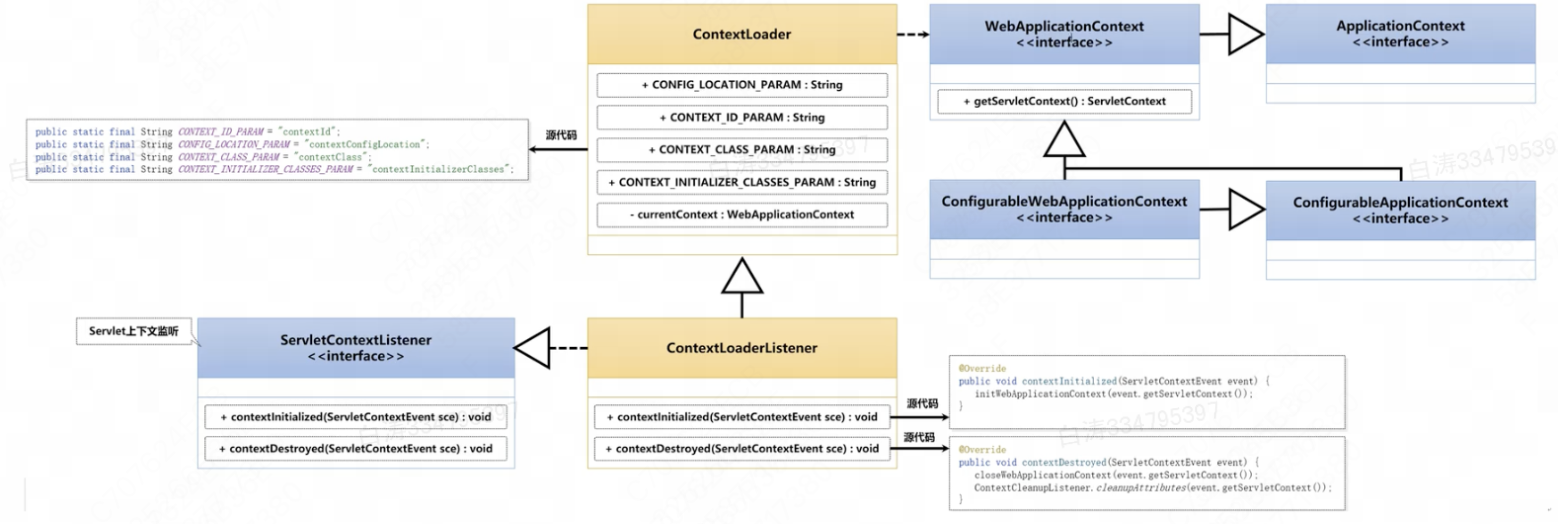 ContextLoader
+ CONFIG_LOCATION_PARAM : String
+ CONTEXT_ID_PARAM : String
+ CONTEXT_CLASS_PARAM : String
+ CONTEXT_INITIALIZER_CLASSES_PARAM : String
- currentContext : WebApplicationContext
WebApplicationContext
<<interface>>
+ getServletContext() : ServletContext
ApplicationContext
<<interface>>
源代码
public static final String CONTEXT_ID_PARAM = "contextId";
public static final String CONFIG_LOCATION_PARAM = "contextConfigLocation";
public static final String CONTEXT_CLASS_PARAM = "contextClass";
public static final String CONTEXT_INITIALIZER_CLASSES_PARAM = "contextInitializerClasses";
ConfigurableWebApplicationContext
<<interface>>
ConfigurableApplicationContext
<<interface>>
Servlet上下文监听
ServletContextListener
<<interface>>
+ contextInitialized(ServletContextEvent sce) : void
+ contextDestroyed(ServletContextEvent sce) : void
ContextLoaderListener
+ contextInitialized(ServletContextEvent sce) : void
+ contextDestroyed(ServletContextEvent sce) : void
源代码
@Override
public void contextInitialized(ServletContextEvent event) {
initWebApplicationContext(event.getServletContext());
}
源代码
@Override
public void contextDestroyed(ServletContextEvent event) {
closeWebApplicationContext(event.getServletContext());
ContextCleanupListener.cleanupAttributes(event.getServletContext());
}
白涛334795397